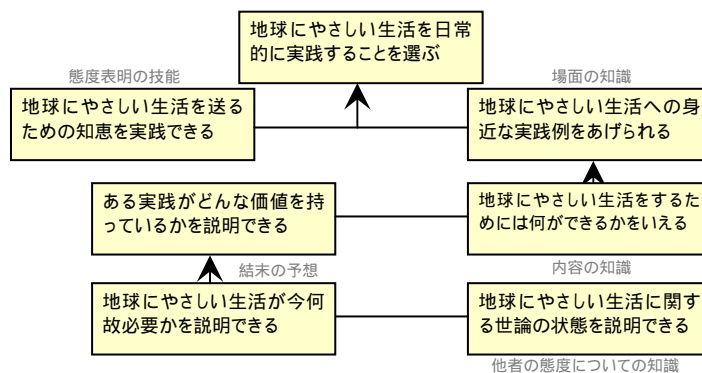 地球にやさしい生活を日常
的に実践することを選ぶ
態度表明の技能
場面の知識
地球にやさしい生活を送る
ための知恵を実践できる
地球にやさしい生活への身
近な実践例をあげられる
ある実践がどんな価値を持
っているかを説明できる
地球にやさしい生活をするた
めには何ができるかをいえる
結末の予想
内容の知識
地球にやさしい生活が今何
故必要かを説明できる
地球にやさしい生活に関す
る世論の状態を説明できる
他者の態度についての知識